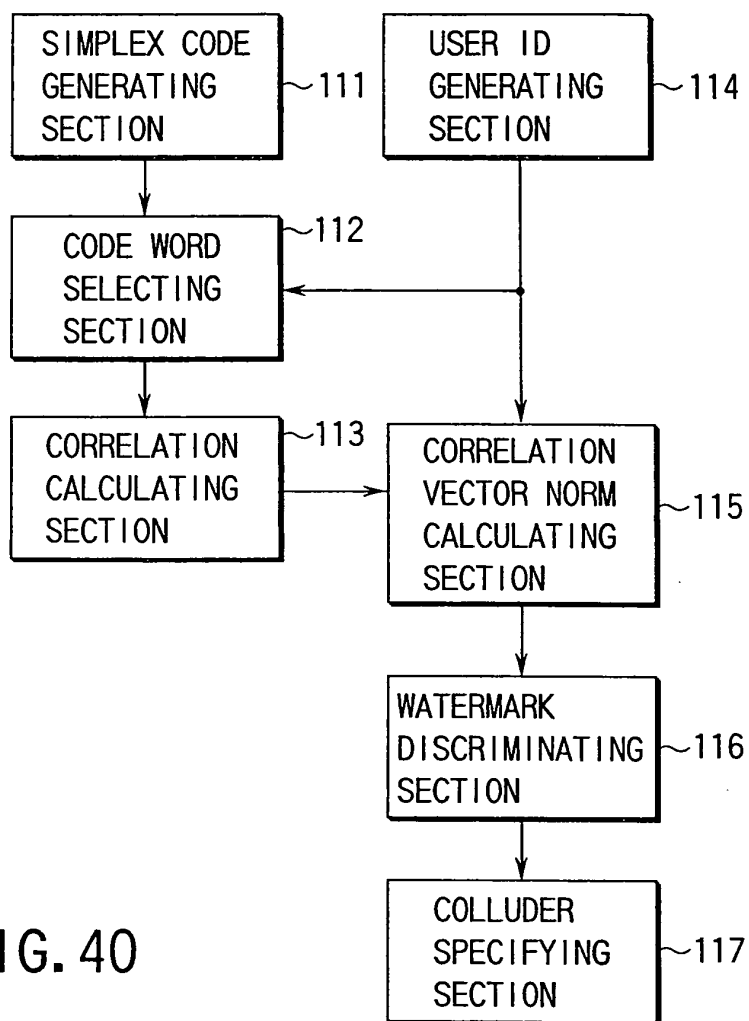 SIMPLEX CODE
GENERATING
SECTION
111
USER ID
GENERATING
SECTION
114
CODE WORD
SELECTING
SECTION
112
CORRELATION
CALCULATING
SECTION
113
CORRELATION
VECTOR NORM
CALCULATING
SECTION
115
WATERMARK
DISCRIMINATING
SECTION
116
COLLUDER
SPECIFYING
SECTION
117
IG. 40